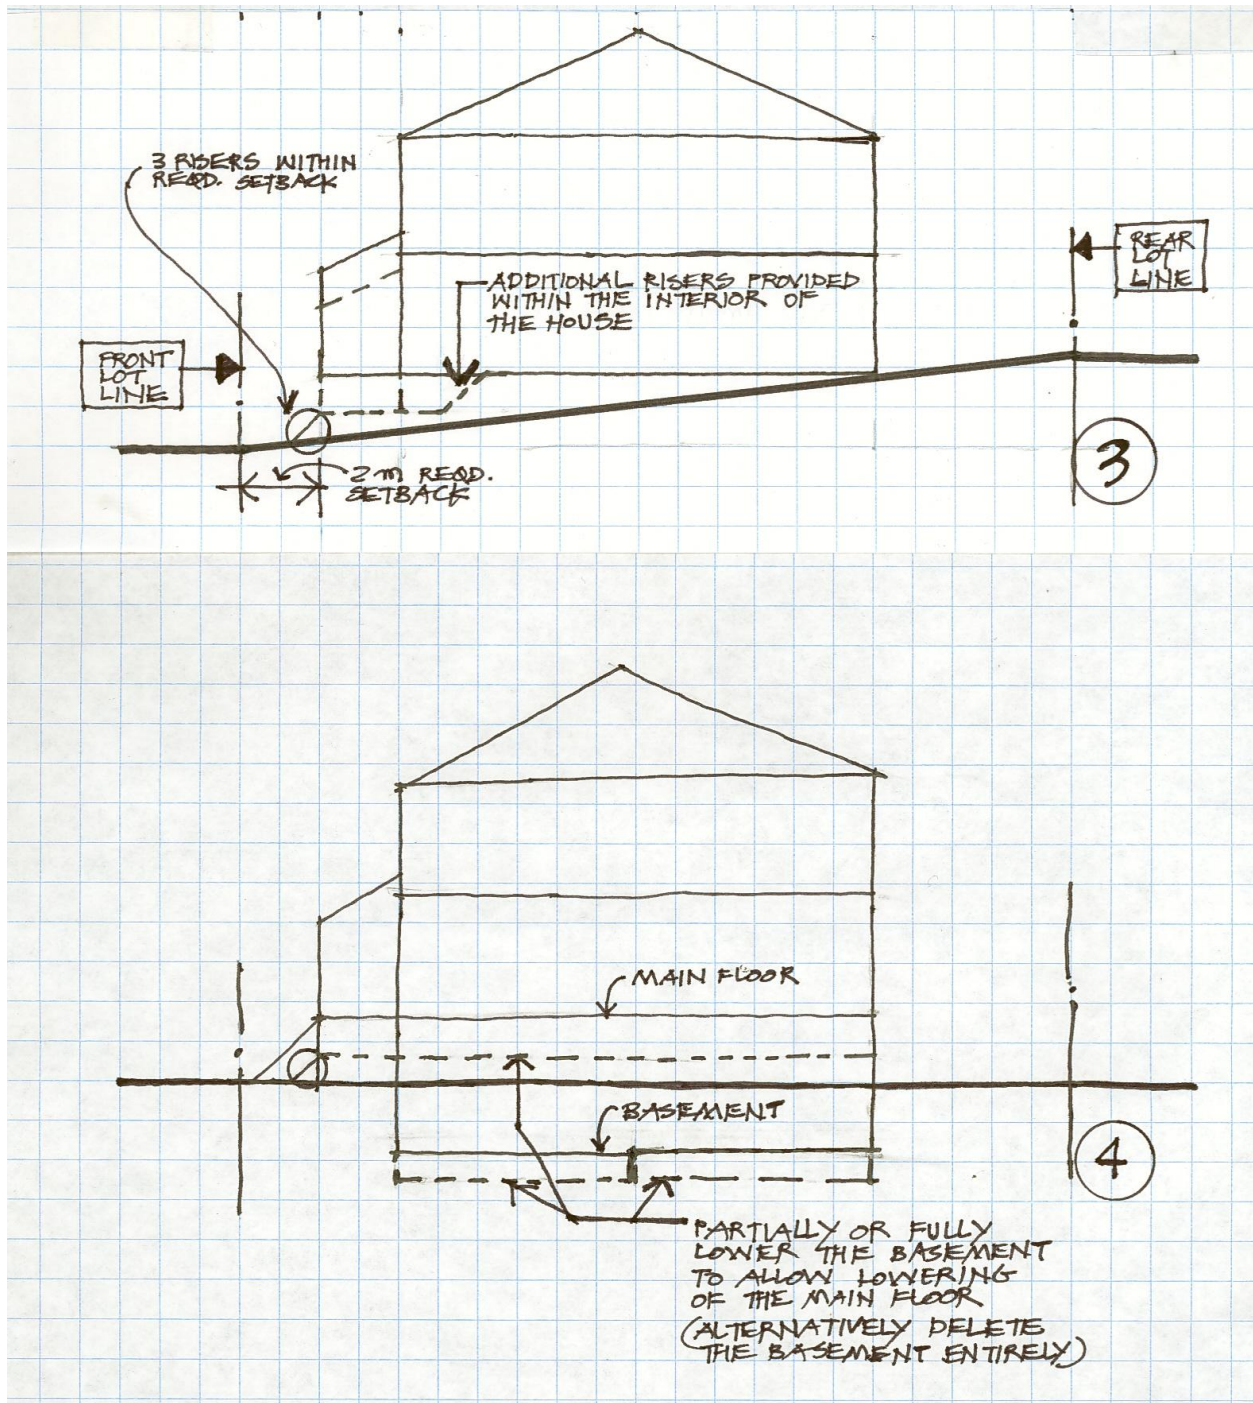 3 RISERS WITHIN
REQD. SETBACK
REAR
LOT
LINE
ADDITIONAL RISERS PROVIDED
WITHIN THE INTERIOR OF
THE HOUSE
FRONT
LOT
LINE
3
2 m REQD.
SETBACK
MAIN FLOOR
BASEMENT
4
PARTIALLY OR FULLY
LOWER THE BASEMENT
TO ALLOW LOWERING
OF THE MAIN FLOOR
(ALTERNATIVELY DELETE
THE BASEMENT ENTIRELY)